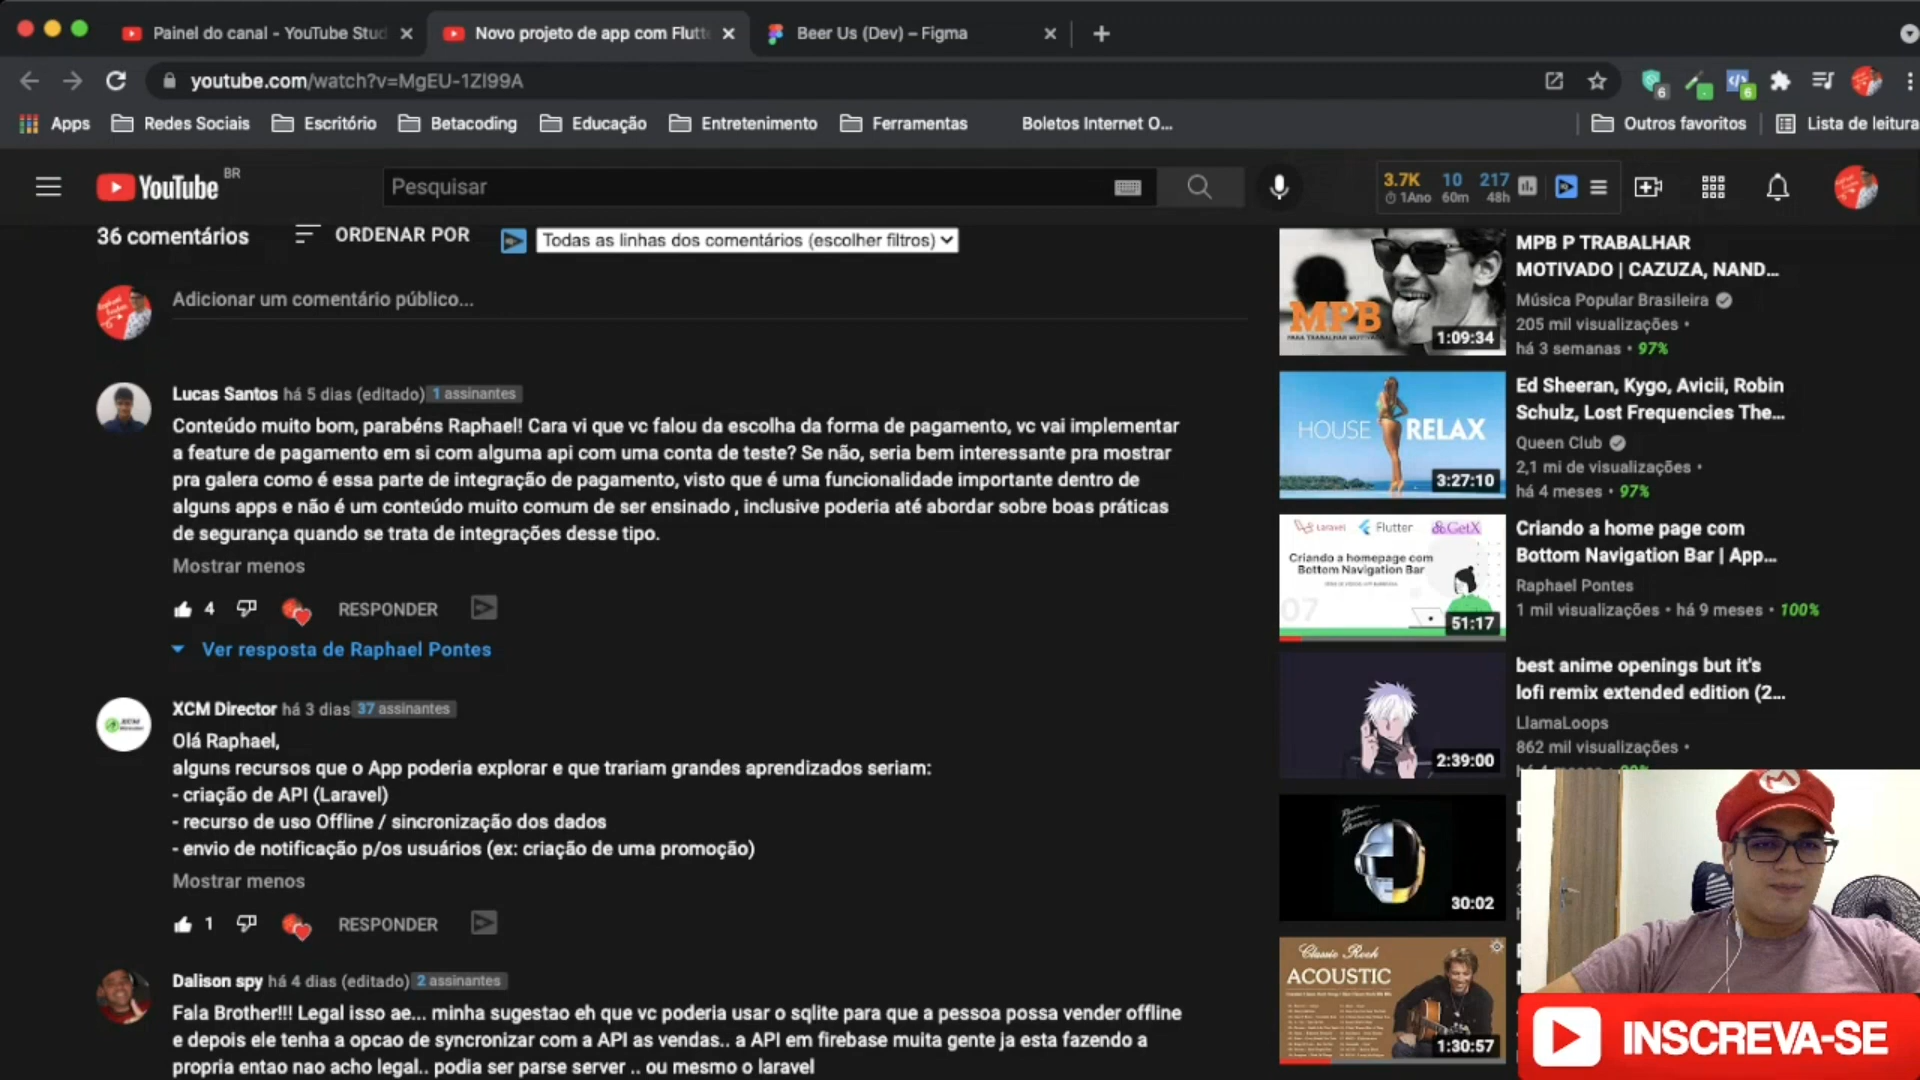 Painel do canal - YouTube Stud
Novo projeto de app com Flutt
Beer Us (Dev) – Figma
youtube.com/watch?v=MgEU-1ZI99A
6
6
Apps
Redes Sociais
Escritório
Betacoding
Educação
Entretenimento
Ferramentas
Boletos Internet O...
Outros favoritos
Lista de leitura
YouTube BR
Pesquisar
3.7K 10 217
1Ano 60m 48h
36 comentários
ORDENAR POR
Todas as linhas dos comentários (escolher filtros)
Adicionar um comentário público...
Lucas Santos há 5 dias (editado) 1 assinantes
Conteúdo muito bom, parabéns Raphael! Cara vi que vc falou da escolha da forma de pagamento, vc vai implementar
a feature de pagamento em si com alguma api com uma conta de teste? Se não, seria bem interessante pra mostrar
pra galera como é essa parte de integração de pagamento, visto que é uma funcionalidade importante dentro de
alguns apps e não é um conteúdo muito comum de ser ensinado , inclusive poderia até abordar sobre boas práticas
de segurança quando se trata de integrações desse tipo.
Mostrar menos
4
RESPONDER
Ver resposta de Raphael Pontes
XCM Director há 3 dias 37 assinantes
Olá Raphael,
alguns recursos que o App poderia explorar e que trariam grandes aprendizados seriam:
- criação de API (Laravel)
- recurso de uso Offline / sincronização dos dados
- envio de notificação p/os usuários (ex: criação de uma promoção)
Mostrar menos
1
RESPONDER
Dalison spy há 4 dias (editado) 2 assinantes
Fala Brother!!! Legal isso ae... minha sugestao eh que vc poderia usar o sqlite para que a pessoa possa vender offline
e depois ele tenha a opcao de syncronizar com a API as vendas.. a API em firebase muita gente ja esta fazendo a
propria entao nao acho legal.. podia ser parse server .. ou mesmo o laravel
MPB
PARA TRABALHAR
1:09:34
MPB P TRABALHAR
MOTIVADO | CAZUZA, NAND...
Música Popular Brasileira
205 mil visualizações •
há 3 semanas • 97%
HOUSE RELAX
3:27:10
Ed Sheeran, Kygo, Avicii, Robin
Schulz, Lost Frequencies The...
Queen Club
2,1 mi de visualizações •
há 4 meses • 97%
Laravel Flutter GetX
Criando a homepage com
Bottom Navigation Bar
07
51:17
Criando a home page com
Bottom Navigation Bar | App...
Raphael Pontes
1 mil visualizações • há 9 meses • 100%
2:39:00
best anime openings but it's
lofi remix extended edition (2...
LlamaLoops
862 mil visualizações •
30:02
Classic Rock
ACOUSTIC
1:30:57
M
INSCREVA-SE